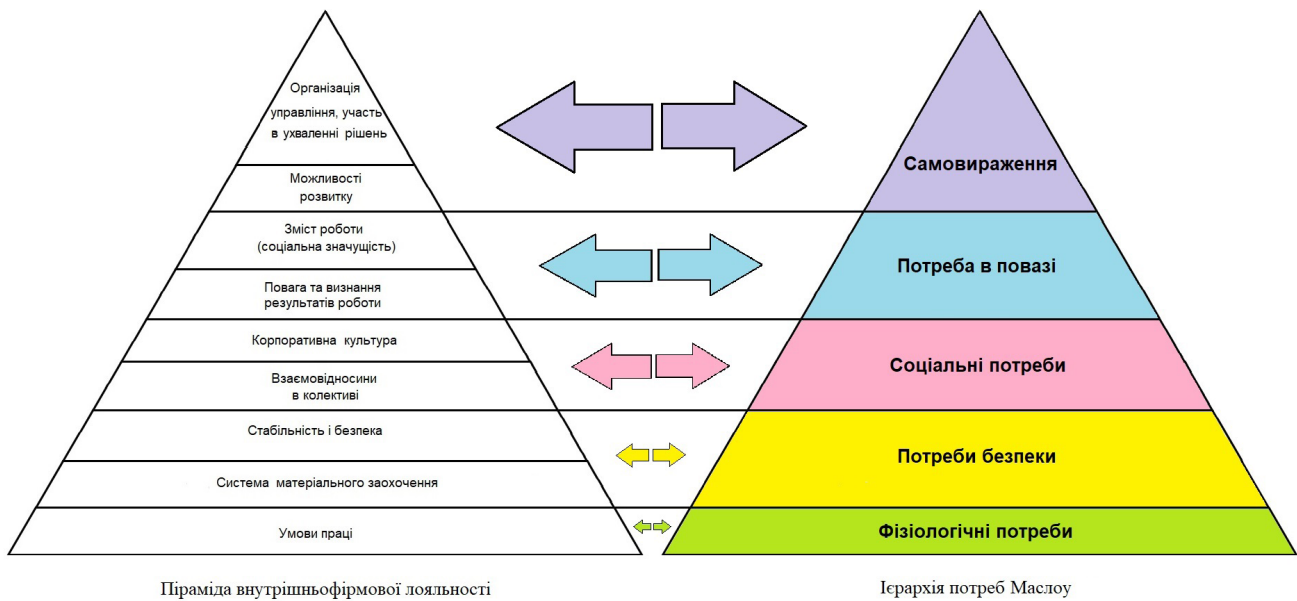 Організація
управління, участь
в ухваленні рішень
Можливості
розвитку
Зміст роботи
(соціальна значущість)
Повага та визнання
результатів роботи
Корпоративна культура
Взаємовідносини
в колективі
Стабільність і безпека
Система матеріального заохочення
Умови праці
Піраміда внутрішньофірмової лояльності
Самовираження
Потреба в повазі
Соціальні потреби
Потреби безпеки
Фізіологічні потреби
Ієрархія потреб Маслоу